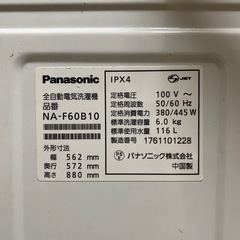 Panasonic
全自動電気洗濯機
品番
NA-F60B10
外形寸法
幅 562 mm
奥行 572 mm
高さ 880 mm
IPX4
JET
定格電圧 100 V ～
定格周波数 50/60 Hz
定格消費電力 380/445 W
標準洗濯容量 6.0 kg
標準使用水量 116 L
製造番号 1761101228
パナソニック株式会社
中国製